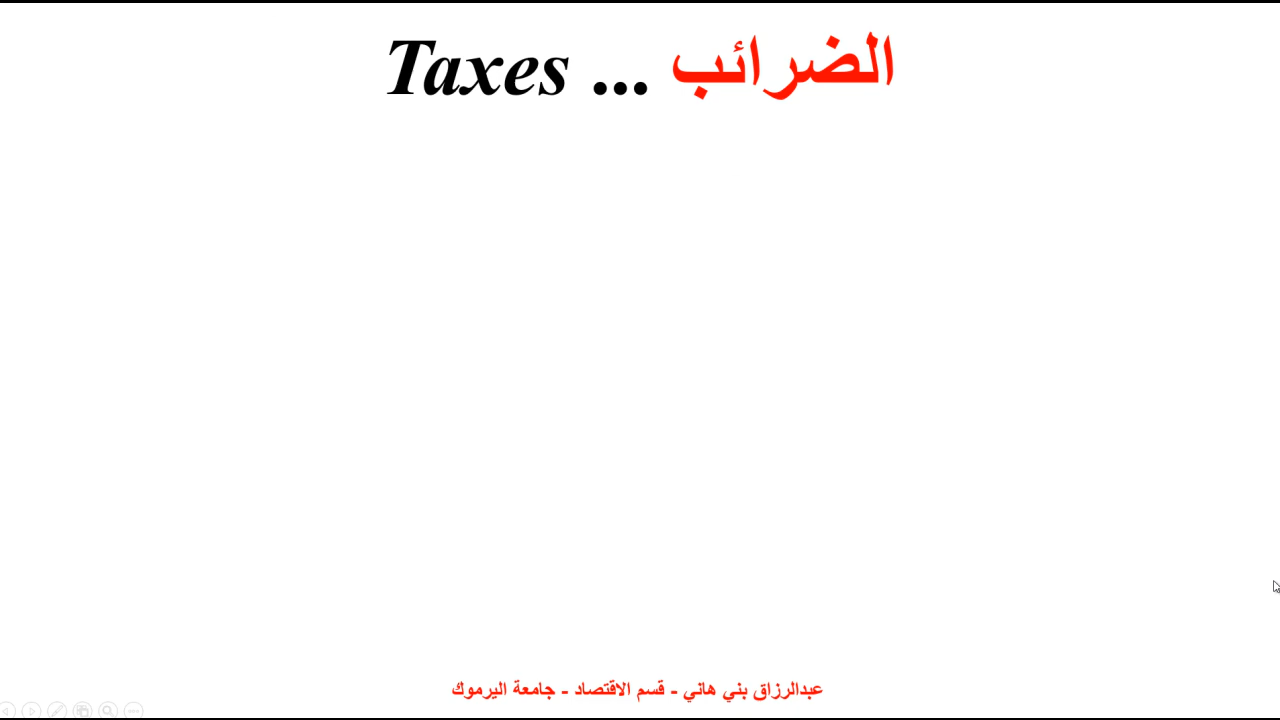 الضرائب ... Taxes
عبدالرزاق بني هاني - قسم الاقتصاد - جامعة اليرموك